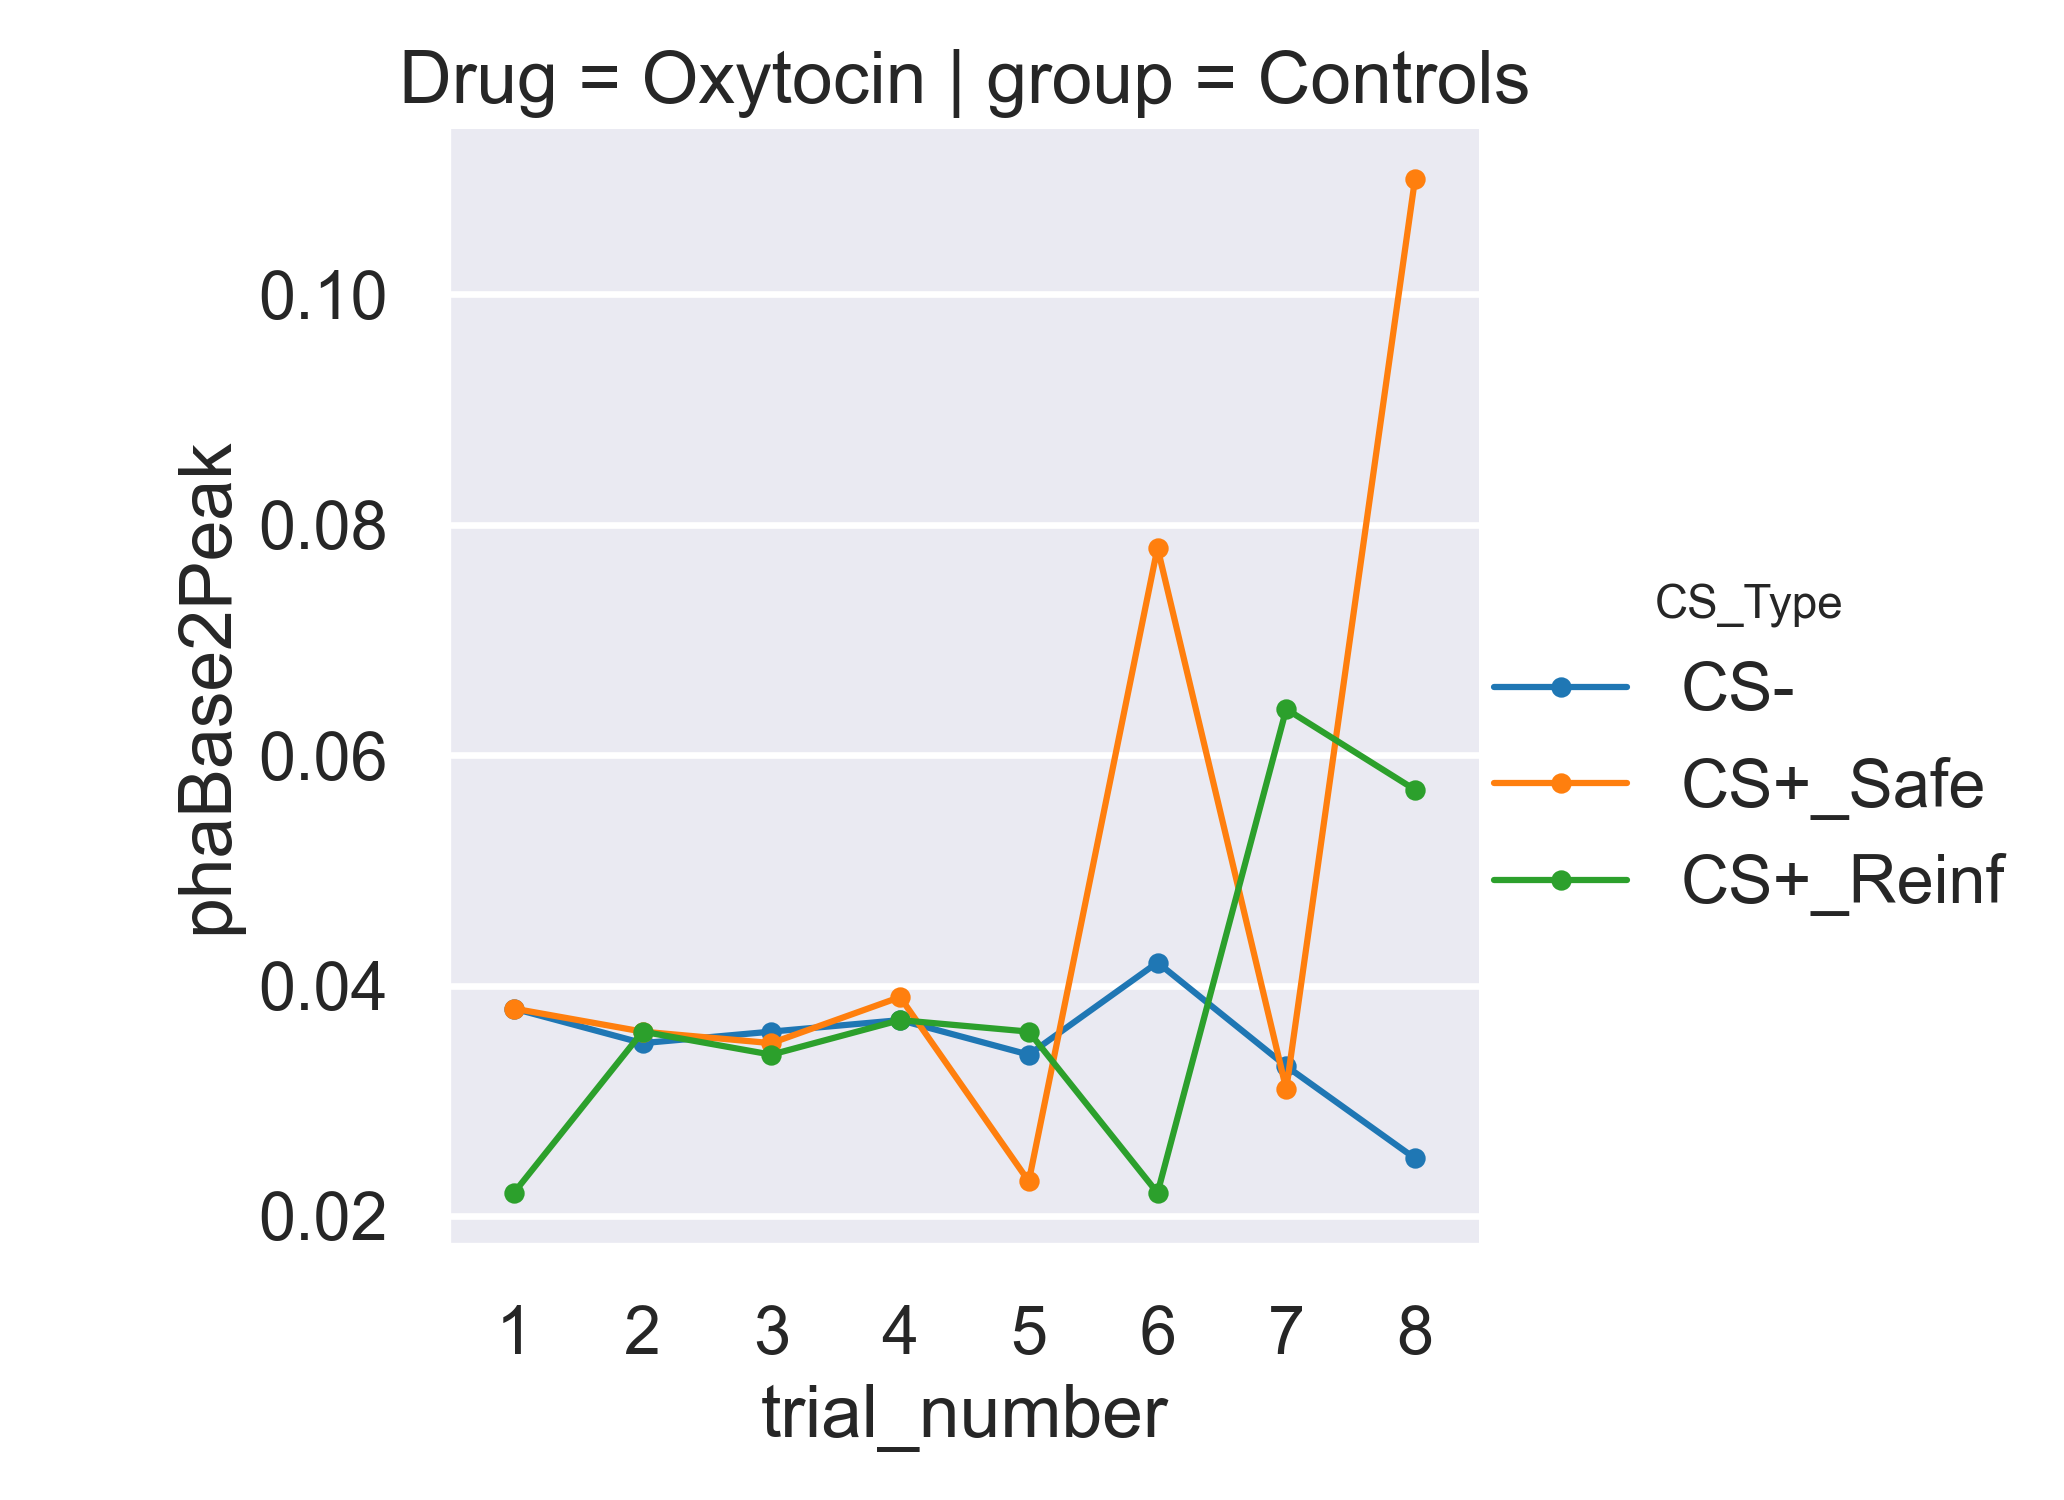 Drug = Oxytocin | group = Controls
0.10
0.08
0.06
0.04
0.02
phaBase2Peak
1 2 3 4 5 6 7 8
trial_number
CS_Type
CS-
CS+_Safe
CS+_Reinf